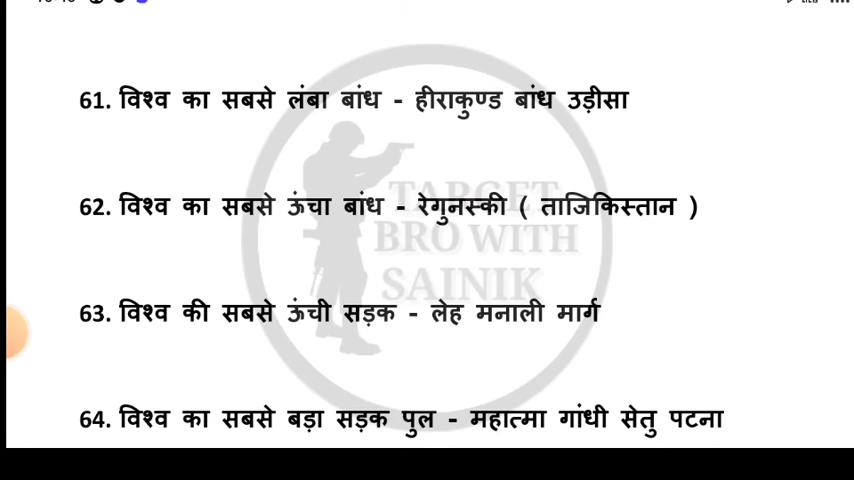 61. विश्व का सबसे लंबा बांध - हीराकुण्ड बांध उड़ीसा
TARGET
62. विश्व का सबसे ऊंचा बांध - रेगुनस्की ( ताजिकिस्तान )
BRO WITH
SAINIK
63. विश्व की सबसे ऊंची सड़क - लेह मनाली मार्ग
64. विश्व का सबसे बड़ा सड़क पुल - महात्मा गांधी सेतु पटना